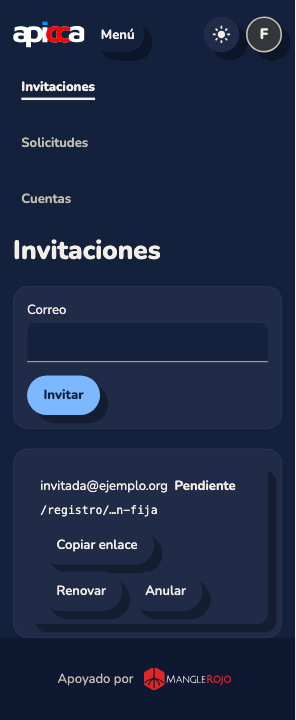 apicca Menú F
Invitaciones
Solicitudes
Cuentas
Invitaciones
Correo
Invitar
invitada@ejemplo.org Pendiente
/registro/…n-fija
Copiar enlace
Renovar Anular
Apoyado por MANGLEROJO